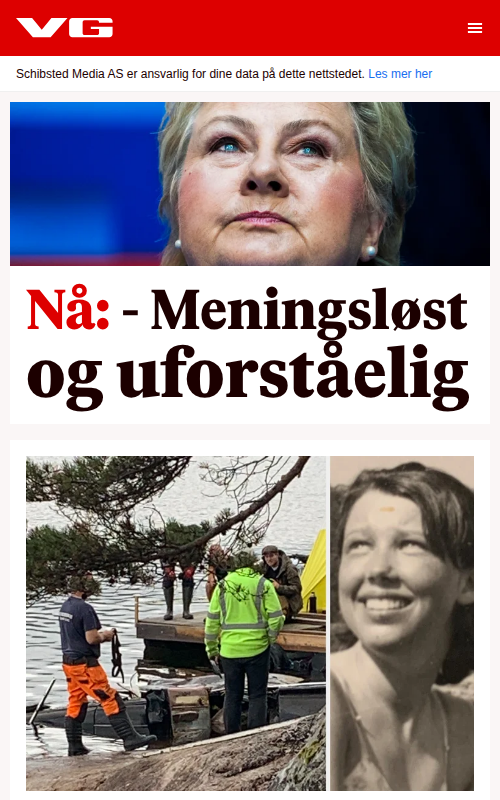 VG
Schibsted Media AS er ansvarlig for dine data på dette nettstedet. Les mer her
Nå: - Meningsløst
og uforståelig